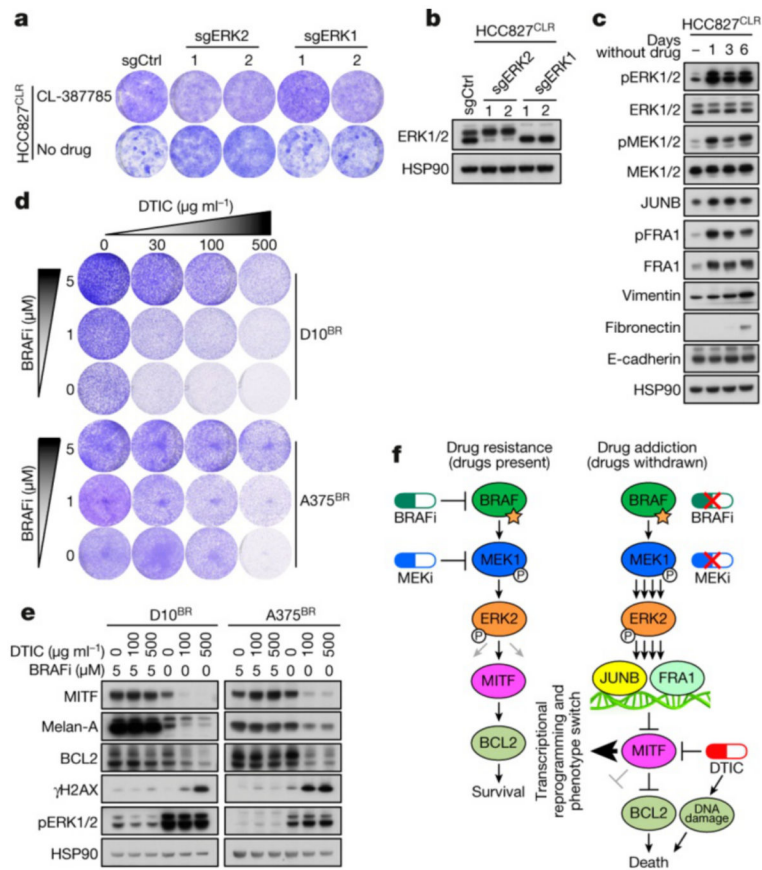 a
sgERK2 sgERK1
sgCtrl 1 2 1 2
HCC827CLR
CL-387785
No drug
b
HCC827CLR
sgCtrl sgERK2 sgERK1
1 2 1 2
ERK1/2
HSP90
c
HCC827CLR
Days
without drug – 1 3 6
pERK1/2
ERK1/2
pMEK1/2
MEK1/2
JUNB
pFRA1
FRA1
Vimentin
Fibronectin
E-cadherin
HSP90
d
DTIC (µg ml–1)
0 30 100 500
BRAFi (µM)
5
1
0
D10BR
BRAFi (µM)
5
1
0
A375BR
e
D10BR A375BR
DTIC (µg ml–1) 0 100 500 0 100 500 0 100 500 0 100 500
BRAFi (µM) 5 5 5 0 0 0 5 5 5 0 0 0
MITF
Melan-A
BCL2
γH2AX
pERK1/2
HSP90
f
Drug resistance
(drugs present)
BRAFi
BRAF
MEKi
MEK1
P
ERK2
P
MITF
BCL2
Survival
Drug addiction
(drugs withdrawn)
BRAF
BRAFi
MEK1
P
MEKi
ERK2
P
JUNB FRA1
Transcriptional
reprogramming and
phenotype switch
MITF
DTIC
BCL2
DNA
damage
Death